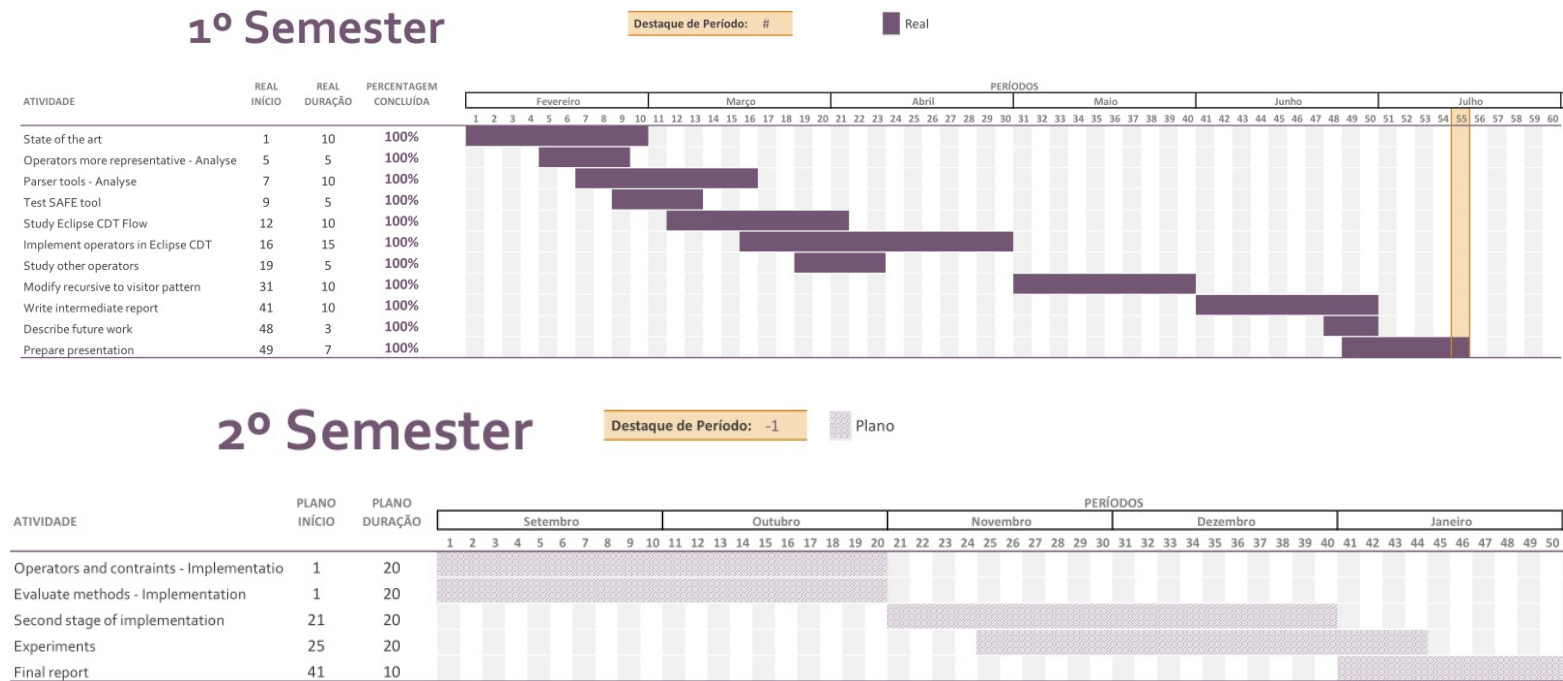 1º Semester
Destaque de Período: #
Real
ATIVIDADE REAL INÍCIO REAL DURAÇÃO PERCENTAGEM CONCLUÍDA PERÍODOS
Fevereiro Março Abril Maio Junho Julho
1 2 3 4 5 6 7 8 9 10 11 12 13 14 15 16 17 18 19 20 21 22 23 24 25 26 27 28 29 30 31 32 33 34 35 36 37 38 39 40 41 42 43 44 45 46 47 48 49 50 51 52 53 54 55 56 57 58 59 60
State of the art 1 10 100%
Operators more representative - Analyse 5 5 100%
Parser tools - Analyse 7 10 100%
Test SAFE tool 9 5 100%
Study Eclipse CDT Flow 12 10 100%
Implement operators in Eclipse CDT 16 15 100%
Study other operators 19 5 100%
Modify recursive to visitor pattern 31 10 100%
Write intermediate report 41 10 100%
Describe future work 48 3 100%
Prepare presentation 49 7 100%
2º Semester
Destaque de Período: -1
Plano
ATIVIDADE PLANO INÍCIO PLANO DURAÇÃO PERÍODOS
Setembro Outubro Novembro Dezembro Janeiro
1 2 3 4 5 6 7 8 9 10 11 12 13 14 15 16 17 18 19 20 21 22 23 24 25 26 27 28 29 30 31 32 33 34 35 36 37 38 39 40 41 42 43 44 45 46 47 48 49 50
Operators and contraints - Implementatio 1 20
Evaluate methods - Implementation 1 20
Second stage of implementation 21 20
Experiments 25 20
Final report 41 10